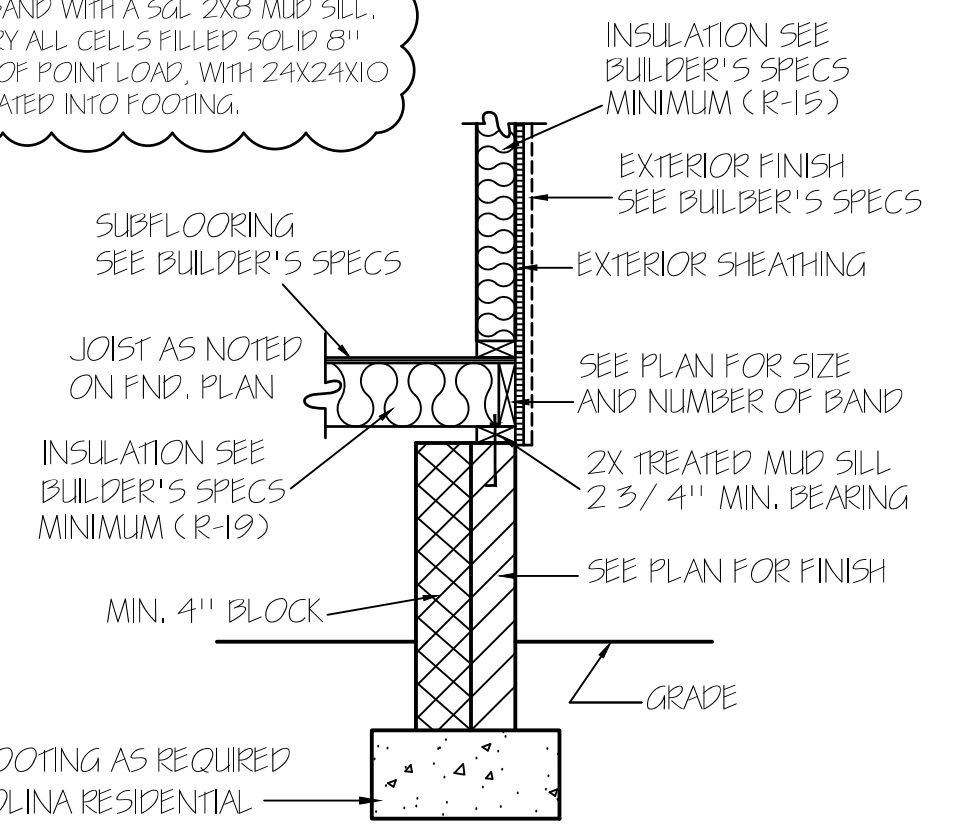 BAND WITH A SGL 2X8 MUD SILL.
ALL CELLS FILLED SOLID 8''
OF POINT LOAD, WITH 24X24X10
INTO FOOTING.
INSULATION SEE
BUILDER'S SPECS
MINIMUM (R-15)
EXTERIOR FINISH
SEE BUILBER'S SPECS
SUBFLOORING
SEE BUILDER'S SPECS
EXTERIOR SHEATHING
JOIST AS NOTED
ON FND. PLAN
SEE PLAN FOR SIZE
AND NUMBER OF BAND
INSULATION SEE
BUILDER'S SPECS
MINIMUM (R-19)
2X TREATED MUD SILL
2 3/4'' MIN. BEARING
SEE PLAN FOR FINISH
MIN. 4'' BLOCK
GRADE
OOTING AS REQUIRED
OLINA RESIDENTIAL